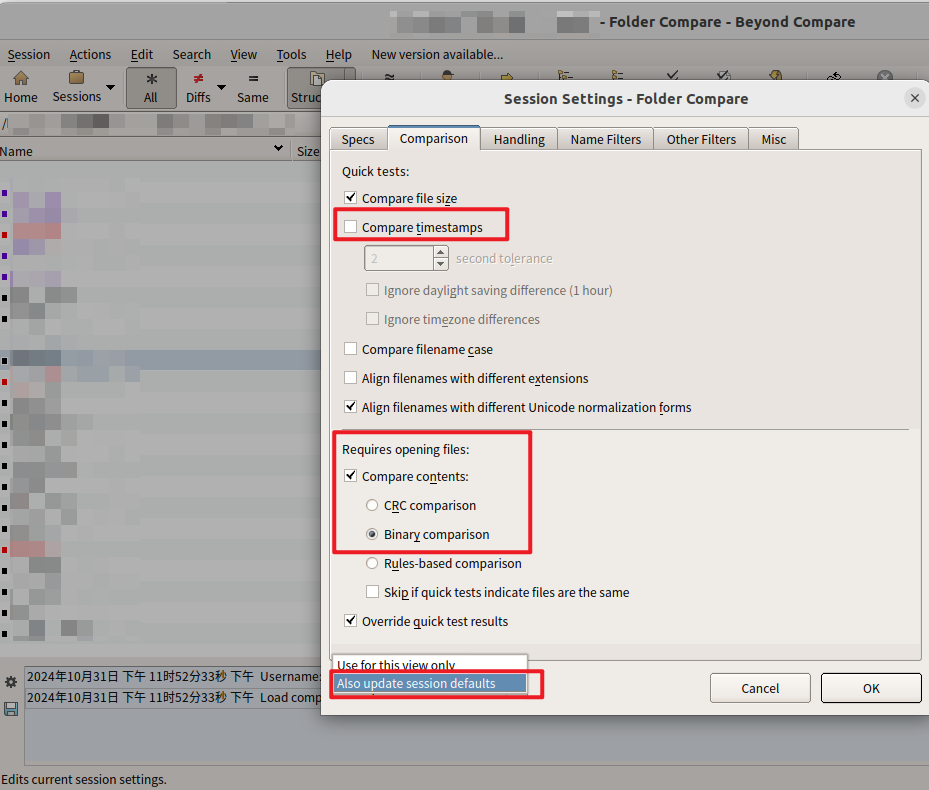 - Folder Compare - Beyond Compare
Session Actions Edit Search View Tools Help New version available...
Home Sessions All Diffs Same Struc
/
Name Size
Session Settings - Folder Compare
Specs Comparison Handling Name Filters Other Filters Misc
Quick tests:
Compare file size
Compare timestamps
2 second tolerance
Ignore daylight saving difference (1 hour)
Ignore timezone differences
Compare filename case
Align filenames with different extensions
Align filenames with different Unicode normalization forms
Requires opening files:
Compare contents:
CRC comparison
Binary comparison
Rules-based comparison
Skip if quick tests indicate files are the same
Override quick test results
Use for this view only
Also update session defaults
Cancel OK
2024年10月31日 下午 11时52分33秒 下午 Username:
2024年10月31日 下午 11时52分33秒 下午 Load comp
Edits current session settings.